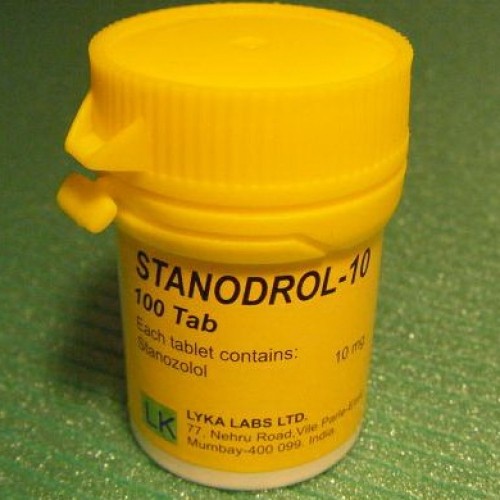 STANODROL-10
100 Tab
Each tablet contains:
Stanozolol 10 mg
LK
LYKA LABS LTD.
77, Nehru Road, Vile Parle-East
Mumbay-400 099. India